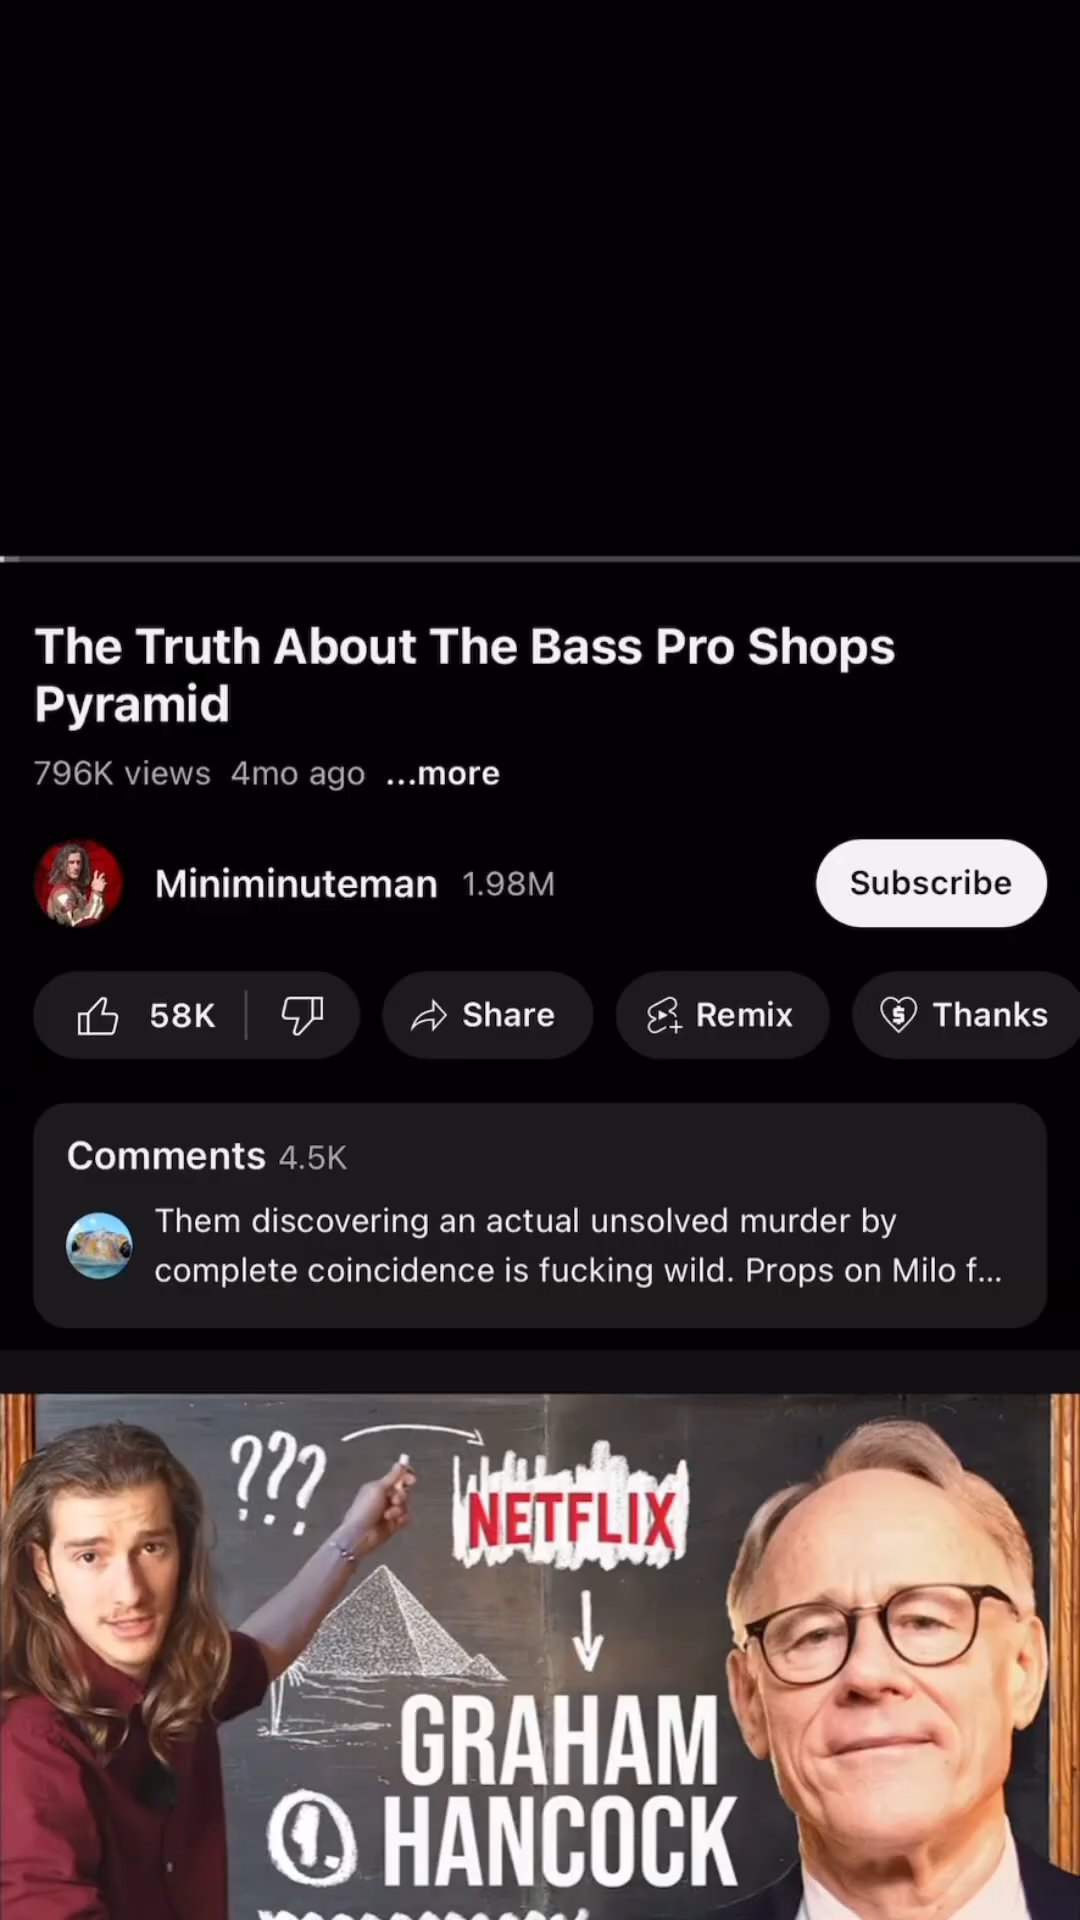 The Truth About The Bass Pro Shops
Pyramid
796K views 4mo ago ...more
Miniminuteman 1.98M
Subscribe
58K
Share
Remix
Thanks
Comments 4.5K
Them discovering an actual unsolved murder by
complete coincidence is fucking wild. Props on Milo f...
???
NETFLIX
GRAHAM
1. HANCOCK